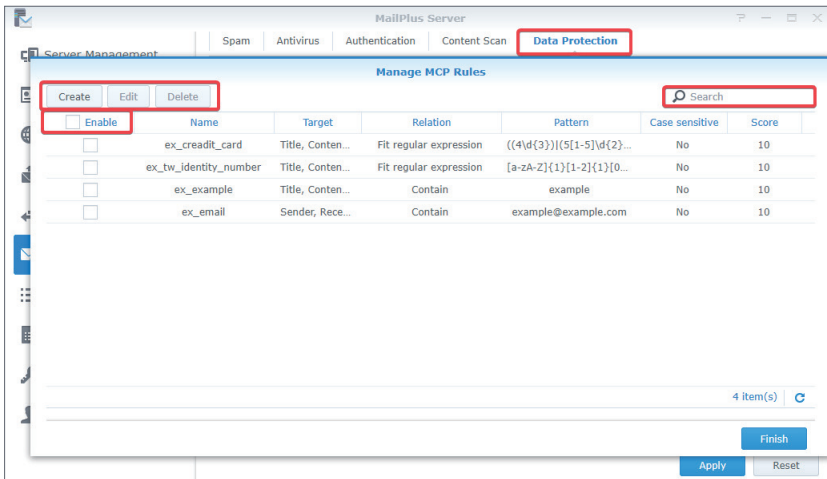 MailPlus Server
Spam Antivirus Authentication Content Scan Data Protection
Server Management
Manage MCP Rules
Create Edit Delete Search
Enable Name Target Relation Pattern Case sensitive Score
ex_creadit_card Title, Conten... Fit regular expression ((4\d{3})|(5[1-5]\d{2}... No 10
ex_tw_identity_number Title, Conten... Fit regular expression [a-zA-Z]{1}[1-2]{1}[0... No 10
ex_example Title, Conten... Contain example No 10
ex_email Sender, Rece... Contain example@example.com No 10
4 item(s)
Finish
Apply Reset